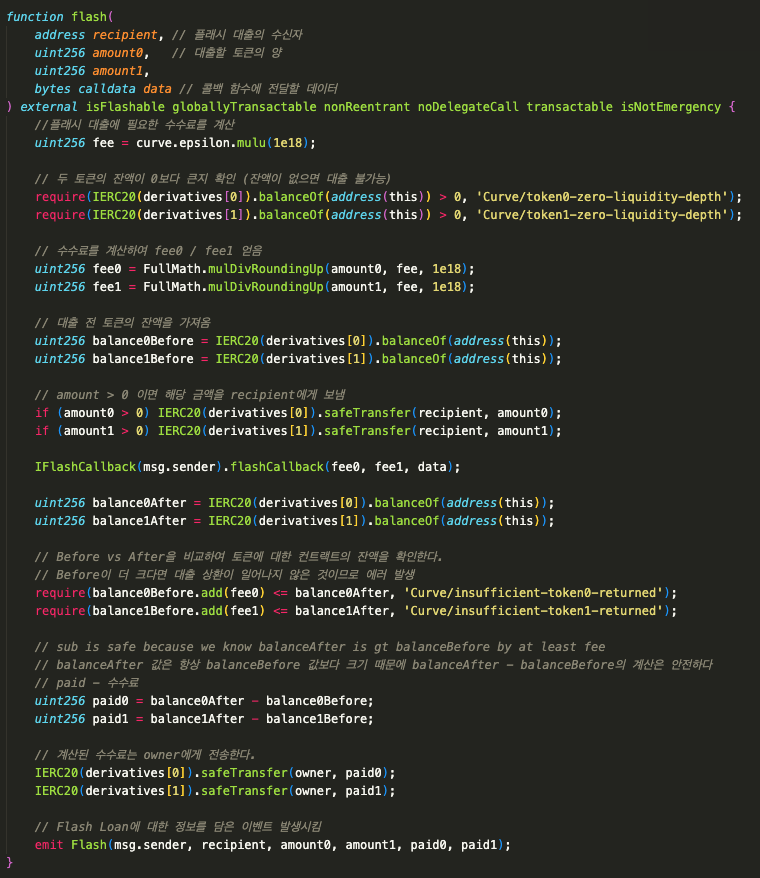 function flash(
    address recipient, // 플래시 대출의 수신자
    uint256 amount0,   // 대출할 토큰의 양
    uint256 amount1,
    bytes calldata data // 콜백 함수에 전달할 데이터
) external isFlashable globallyTransactable nonReentrant noDelegateCall transactable isNotEmergency {
    //플래시 대출에 필요한 수수료를 계산
    uint256 fee = curve.epsilon.mulu(1e18);

    // 두 토큰의 잔액이 0보다 큰지 확인 (잔액이 없으면 대출 불가능)
    require(IERC20(derivatives[0]).balanceOf(address(this)) > 0, 'Curve/token0-zero-liquidity-depth');
    require(IERC20(derivatives[1]).balanceOf(address(this)) > 0, 'Curve/token1-zero-liquidity-depth');

    // 수수료를 계산하여 fee0 / fee1 얻음
    uint256 fee0 = FullMath.mulDivRoundingUp(amount0, fee, 1e18);
    uint256 fee1 = FullMath.mulDivRoundingUp(amount1, fee, 1e18);

    // 대출 전 토큰의 잔액을 가져옴
    uint256 balance0Before = IERC20(derivatives[0]).balanceOf(address(this));
    uint256 balance1Before = IERC20(derivatives[1]).balanceOf(address(this));

    // amount > 0 이면 해당 금액을 recipient에게 보냄
    if (amount0 > 0) IERC20(derivatives[0]).safeTransfer(recipient, amount0);
    if (amount1 > 0) IERC20(derivatives[1]).safeTransfer(recipient, amount1);

    IFlashCallback(msg.sender).flashCallback(fee0, fee1, data);

    uint256 balance0After = IERC20(derivatives[0]).balanceOf(address(this));
    uint256 balance1After = IERC20(derivatives[1]).balanceOf(address(this));

    // Before vs After을 비교하여 토큰에 대한 컨트랙트의 잔액을 확인한다.
    // Before이 더 크다면 대출 상환이 일어나지 않은 것이므로 에러 발생
    require(balance0Before.add(fee0) <= balance0After, 'Curve/insufficient-token0-returned');
    require(balance1Before.add(fee1) <= balance1After, 'Curve/insufficient-token1-returned');

    // sub is safe because we know balanceAfter is gt balanceBefore by at least fee
    // balanceAfter 값은 항상 balanceBefore 값보다 크기 때문에 balanceAfter - balanceBefore의 계산은 안전하다
    // paid - 수수료
    uint256 paid0 = balance0After - balance0Before;
    uint256 paid1 = balance1After - balance1Before;

    // 계산된 수수료는 owner에게 전송한다.
    IERC20(derivatives[0]).safeTransfer(owner, paid0);
    IERC20(derivatives[1]).safeTransfer(owner, paid1);

    // Flash Loan에 대한 정보를 담은 이벤트 발생시킴
    emit Flash(msg.sender, recipient, amount0, amount1, paid0, paid1);
}